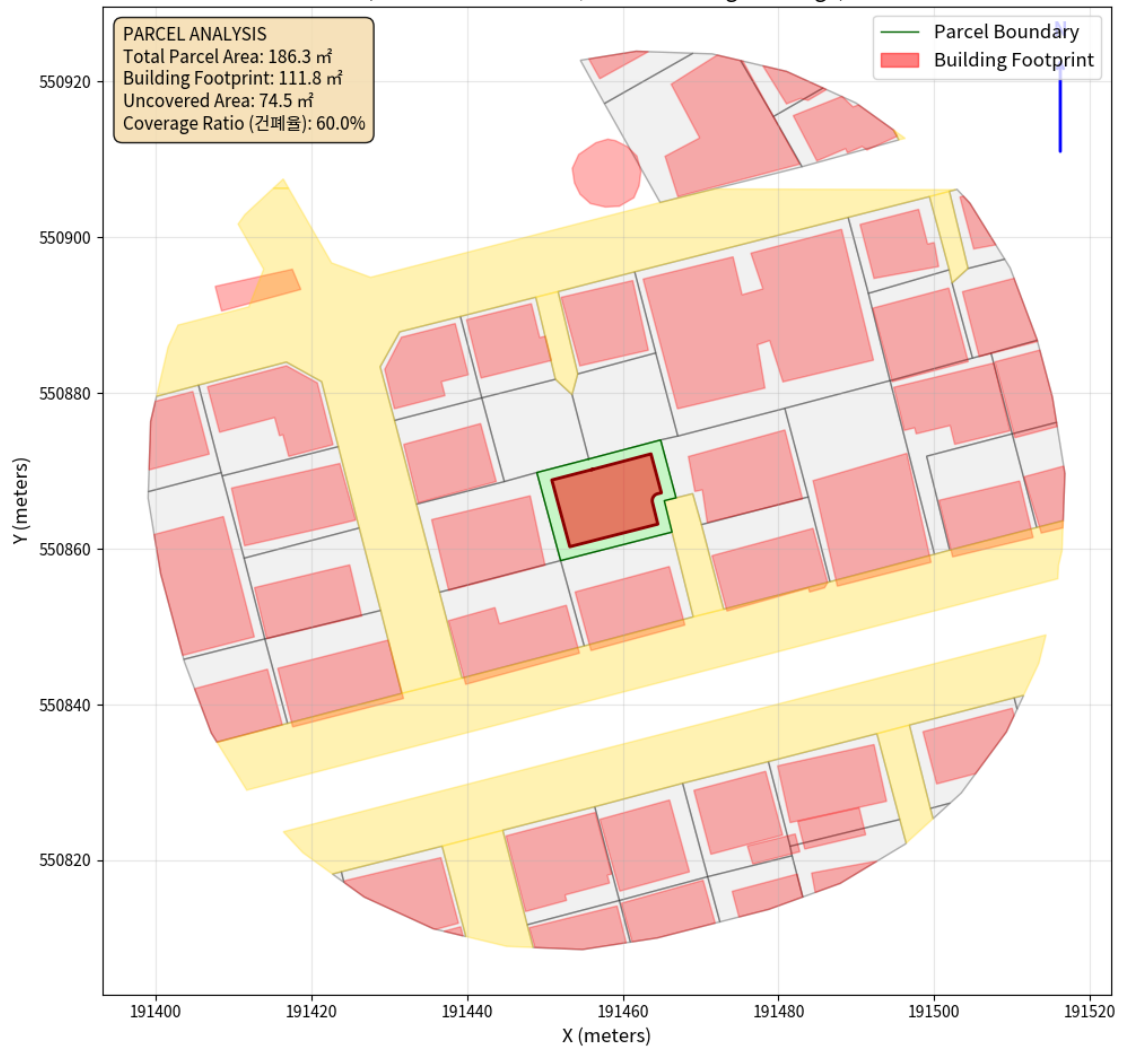 PARCEL ANALYSIS
Total Parcel Area: 186.3 ㎡
Building Footprint: 111.8 ㎡
Uncovered Area: 74.5 ㎡
Coverage Ratio (건폐율): 60.0%
Parcel Boundary
Building Footprint
N
550920
550900
550880
550860
550840
550820
Y (meters)
191400
191420
191440
191460
191480
191500
191520
X (meters)